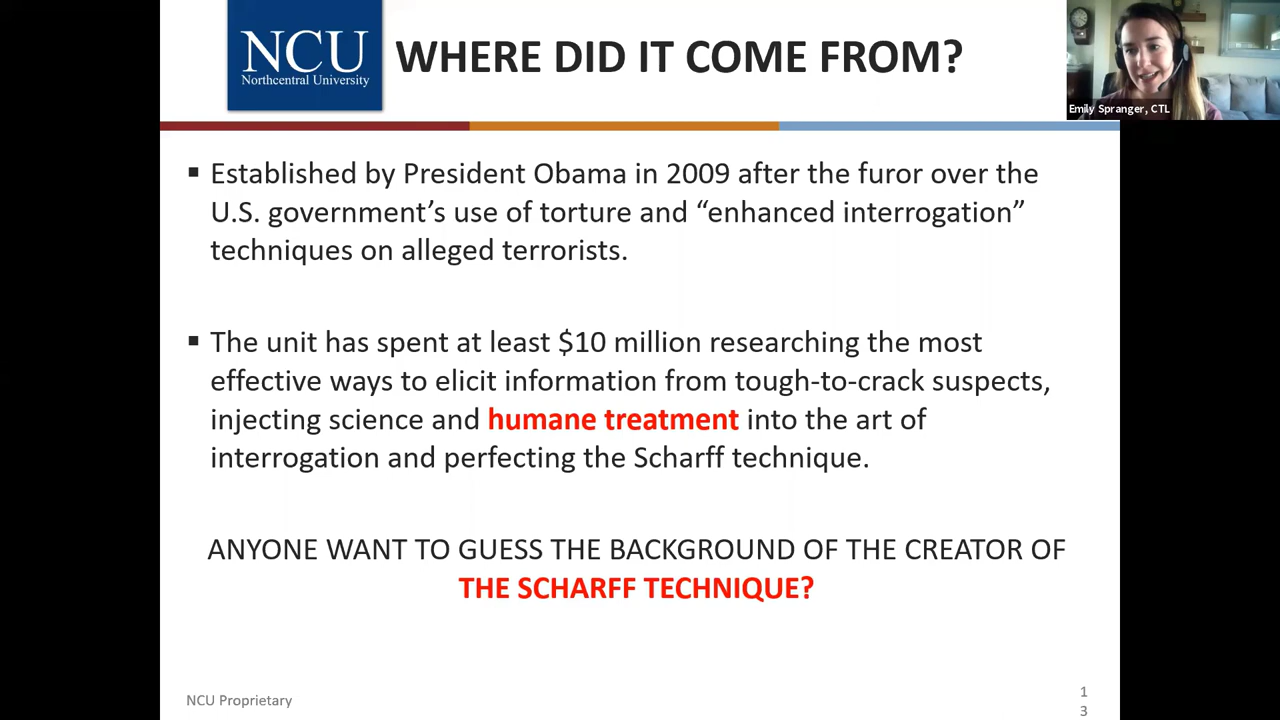 NCU
Northcentral University
WHERE DID IT COME FROM?
Emily Spranger, CTL
▪ Established by President Obama in 2009 after the furor over the
U.S. government’s use of torture and “enhanced interrogation”
techniques on alleged terrorists.
▪ The unit has spent at least $10 million researching the most
effective ways to elicit information from tough-to-crack suspects,
injecting science and humane treatment into the art of
interrogation and perfecting the Scharff technique.
ANYONE WANT TO GUESS THE BACKGROUND OF THE CREATOR OF
THE SCHARFF TECHNIQUE?
NCU Proprietary
1
3